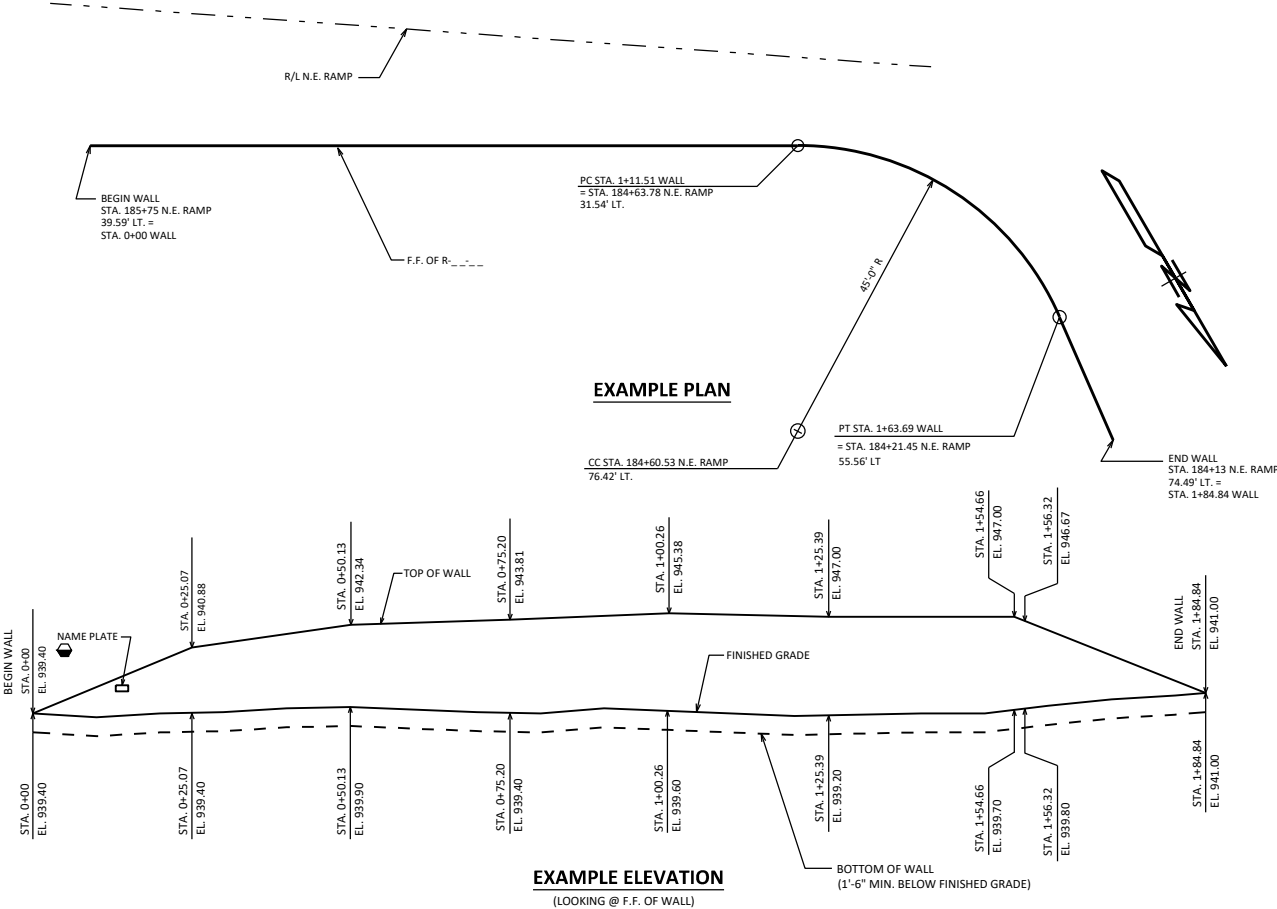 R/L N.E. RAMP
BEGIN WALL
STA. 185+75 N.E. RAMP
39.59' LT. =
STA. 0+00 WALL
F.F. OF R-_ _-_ _
PC STA. 1+11.51 WALL
= STA. 184+63.78 N.E. RAMP
31.54' LT.
45'-0" R
EXAMPLE PLAN
CC STA. 184+60.53 N.E. RAMP
76.42' LT.
PT STA. 1+63.69 WALL
= STA. 184+21.45 N.E. RAMP
55.56' LT
END WALL
STA. 184+13 N.E. RAMP
74.49' LT. =
STA. 1+84.84 WALL
BEGIN WALL
STA. 0+00
EL. 939.40
NAME PLATE
STA. 0+25.07
EL. 940.88
STA. 0+50.13
EL. 942.34
TOP OF WALL
STA. 0+75.20
EL. 943.81
STA. 1+00.26
EL. 945.38
STA. 1+25.39
EL. 947.00
STA. 1+54.66
EL. 947.00
STA. 1+56.32
EL. 946.67
END WALL
STA. 1+84.84
EL. 941.00
FINISHED GRADE
STA. 0+00
EL. 939.40
STA. 0+25.07
EL. 939.40
STA. 0+50.13
EL. 939.90
STA. 0+75.20
EL. 939.40
STA. 1+00.26
EL. 939.60
STA. 1+25.39
EL. 939.20
STA. 1+54.66
EL. 939.70
STA. 1+56.32
EL. 939.80
STA. 1+84.84
EL. 941.00
BOTTOM OF WALL
(1'-6" MIN. BELOW FINISHED GRADE)
EXAMPLE ELEVATION
(LOOKING @ F.F. OF WALL)